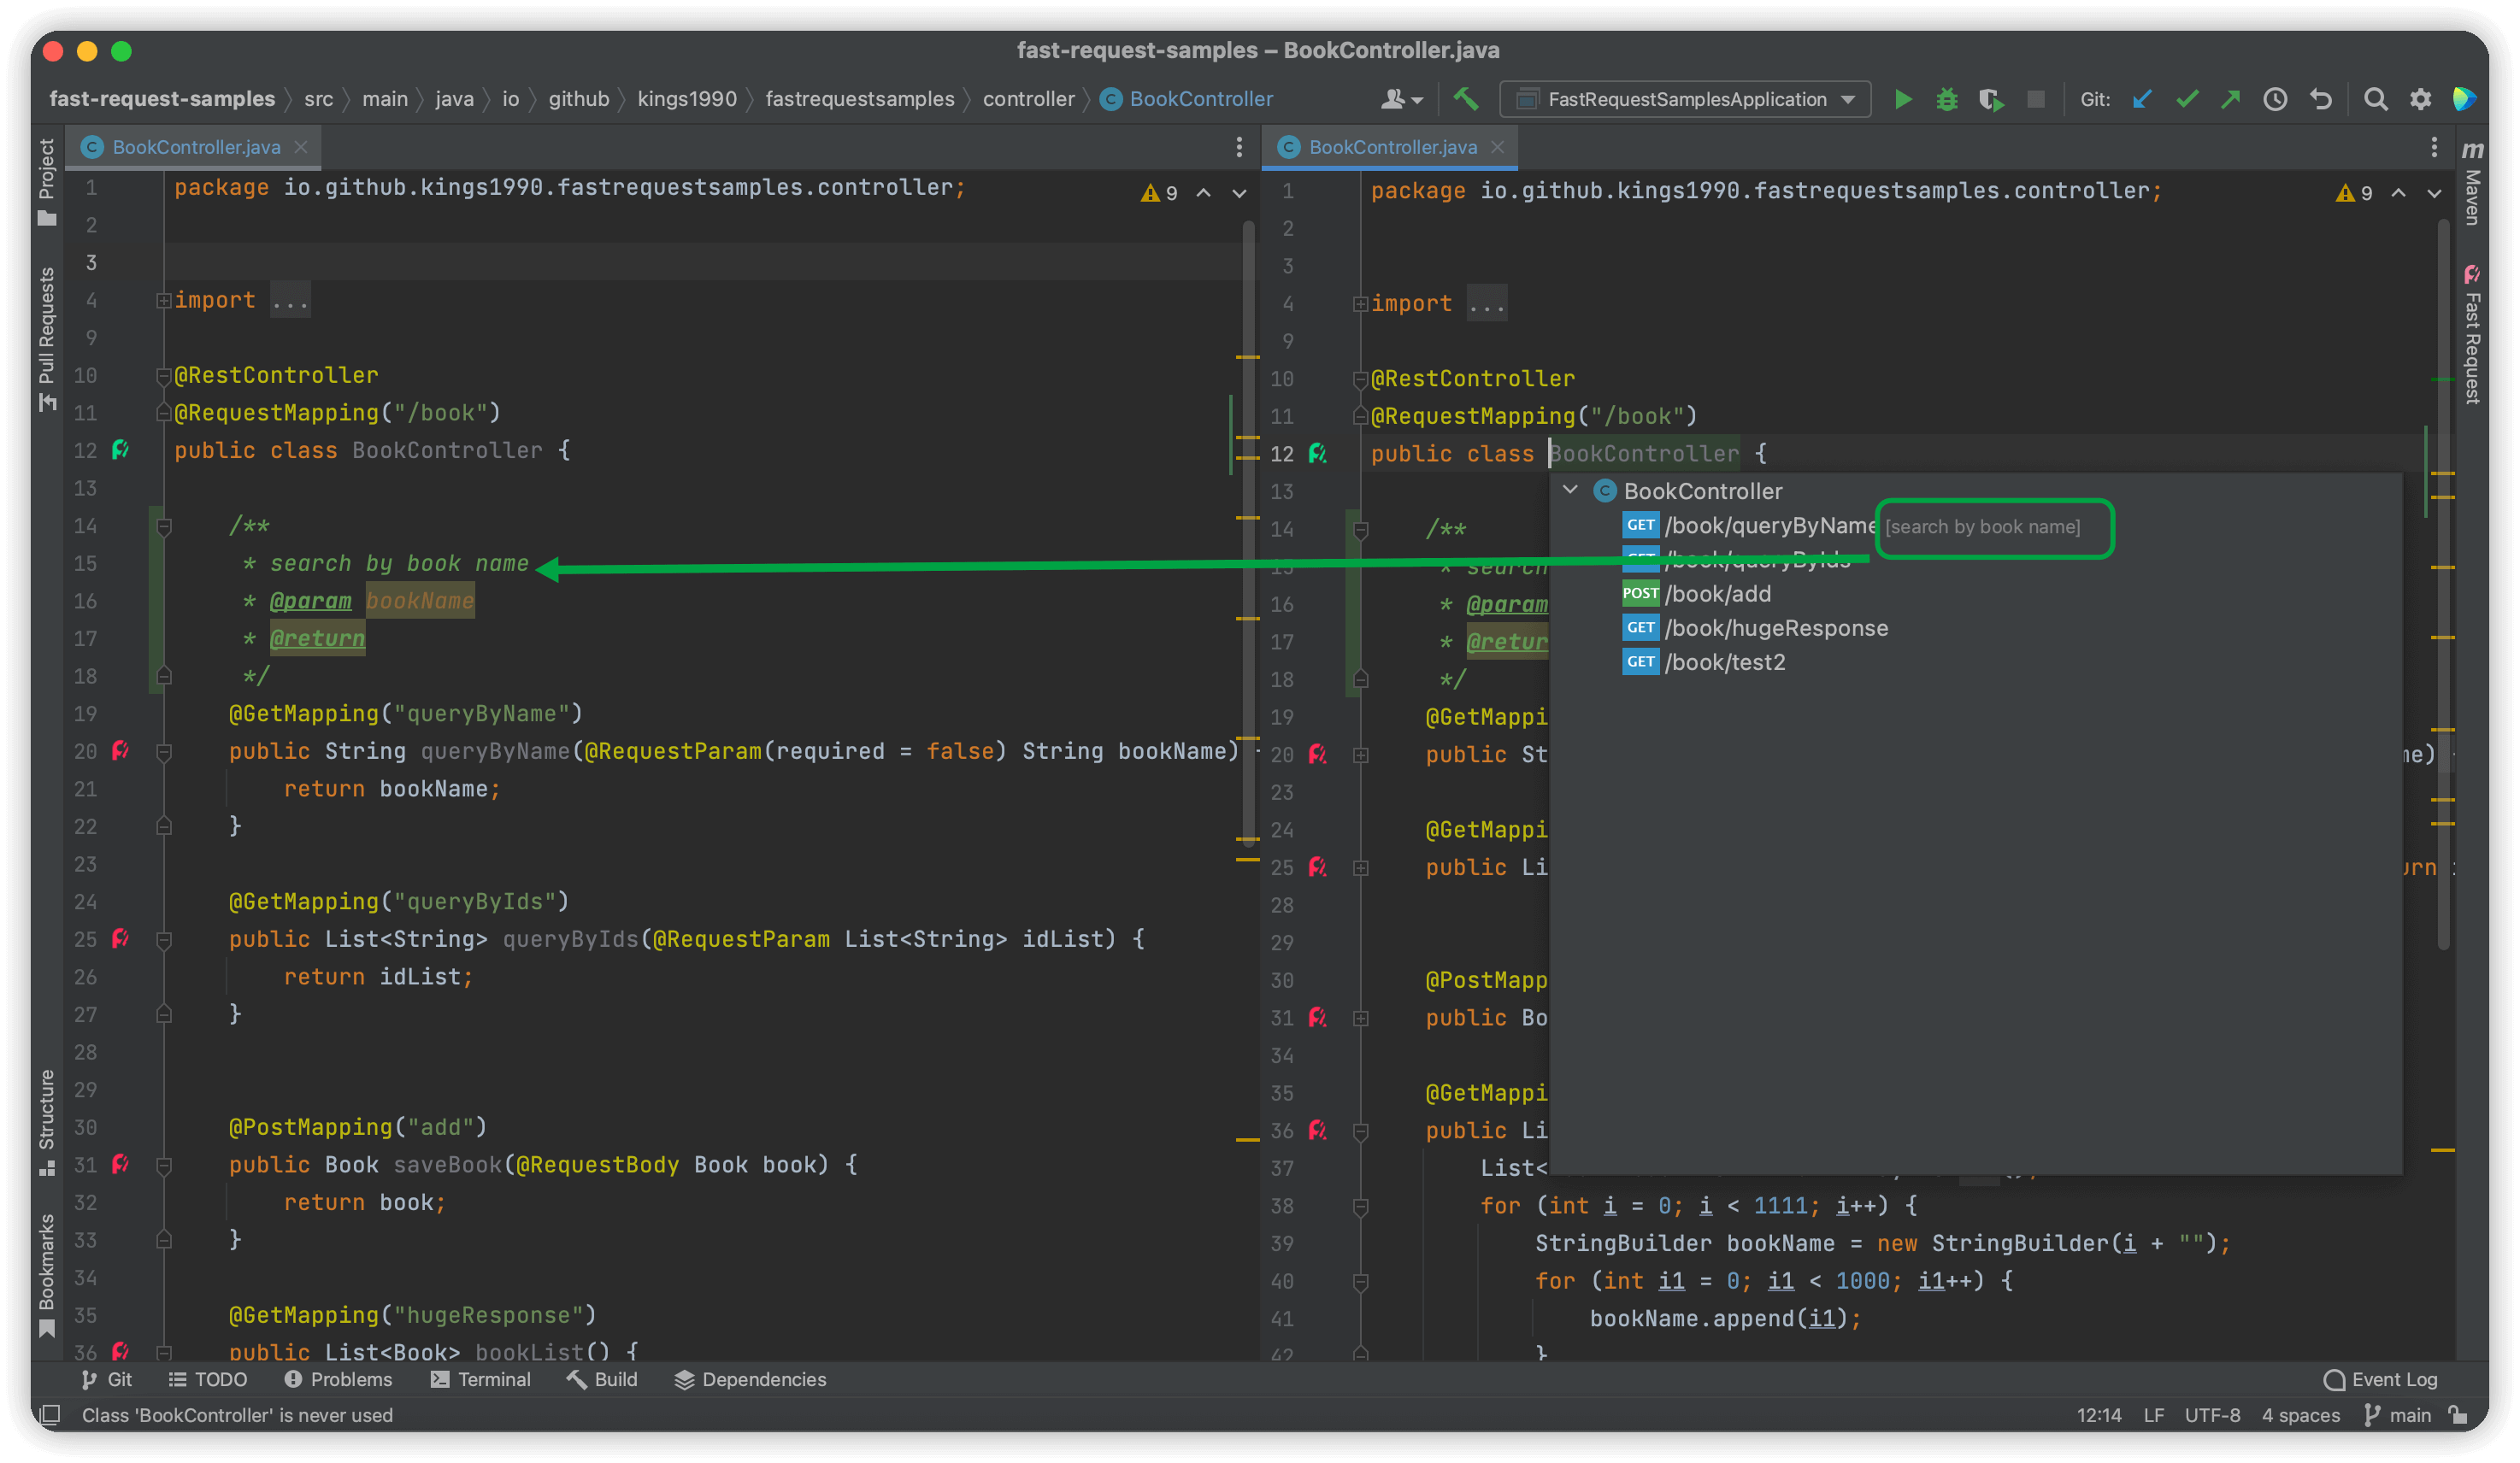 fast-request-samples – BookController.java
fast-request-samples src main java io github kings1990 fastrequestsamples controller BookController
FastRequestSamplesApplication
Git:
Project
Pull Requests
Structure
Bookmarks
BookController.java
9
1 package io.github.kings1990.fastrequestsamples.controller;
2
3
4 import ...
9
10 @RestController
11 @RequestMapping("/book")
12 public class BookController {
13
14 /**
15 * search by book name
16 * @param bookName
17 * @return
18 */
19 @GetMapping("queryByName")
20 public String queryByName(@RequestParam(required = false) String bookName)
21 return bookName;
22 }
23
24 @GetMapping("queryByIds")
25 public List<String> queryByIds(@RequestParam List<String> idList) {
26 return idList;
27 }
28
29
30 @PostMapping("add")
31 public Book saveBook(@RequestBody Book book) {
32 return book;
33 }
34
35 @GetMapping("hugeResponse")
36 public List<Book> bookList() {
BookController.java
9
1 package io.github.kings1990.fastrequestsamples.controller;
2
3
4 import ...
9
10 @RestController
11 @RequestMapping("/book")
12 public class BookController {
13
14 /**
15 * search
16 * @param
17 * @retur
18 */
19 @GetMappi
20 public St me)
23
24 @GetMappi
25 public Li urn
28
29
30 @PostMapp
31 public Bo
34
35 @GetMappi
36 public Li
37 List<
38 for (int i = 0; i < 1111; i++) {
39 StringBuilder bookName = new StringBuilder(i + "");
40 for (int i1 = 0; i1 < 1000; i1++) {
41 bookName.append(i1);
42 }
BookController
GET /book/queryByName [search by book name]
GET /book/queryByIds
POST /book/add
GET /book/hugeResponse
GET /book/test2
m Maven
Fast Request
Git TODO Problems Terminal Build Dependencies Event Log
Class 'BookController' is never used 12:14 LF UTF-8 4 spaces main